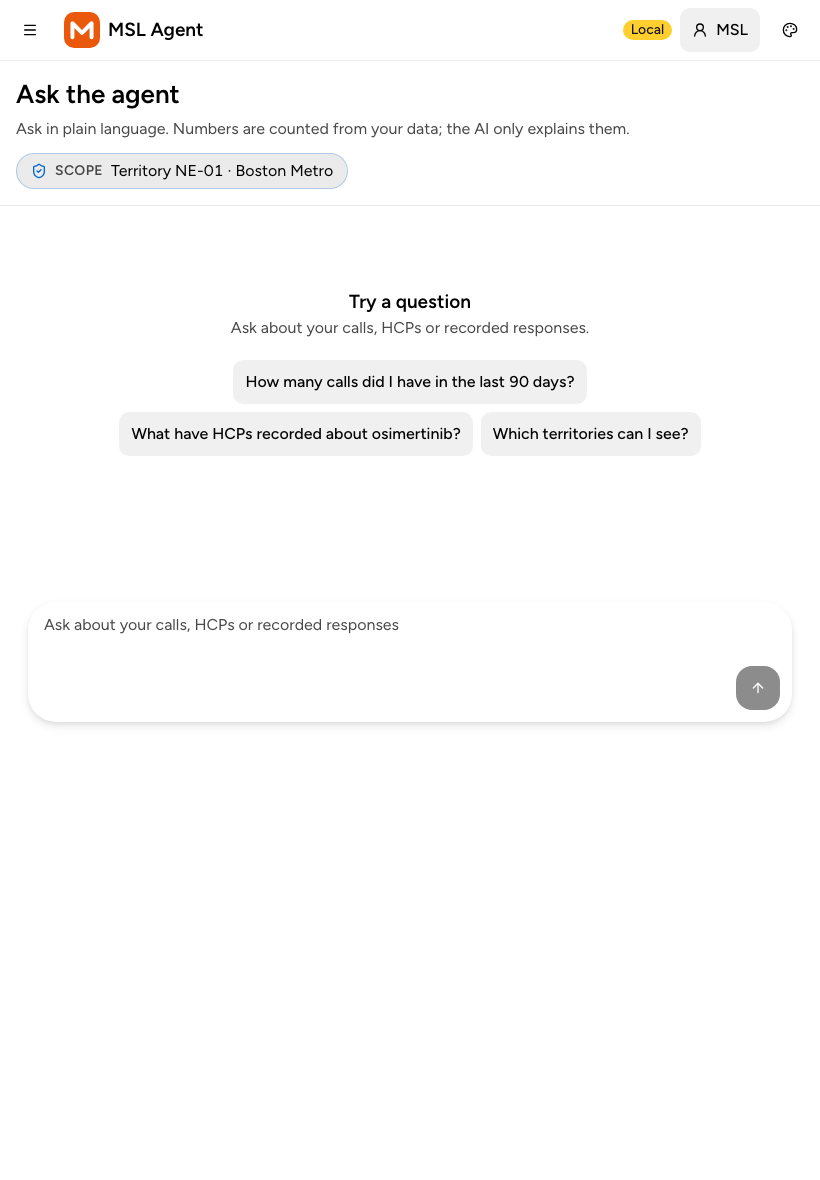 MSL Agent
Local
MSL
Ask the agent
Ask in plain language. Numbers are counted from your data; the AI only explains them.
SCOPE Territory NE-01 · Boston Metro
Try a question
Ask about your calls, HCPs or recorded responses.
How many calls did I have in the last 90 days?
What have HCPs recorded about osimertinib?
Which territories can I see?
Ask about your calls, HCPs or recorded responses